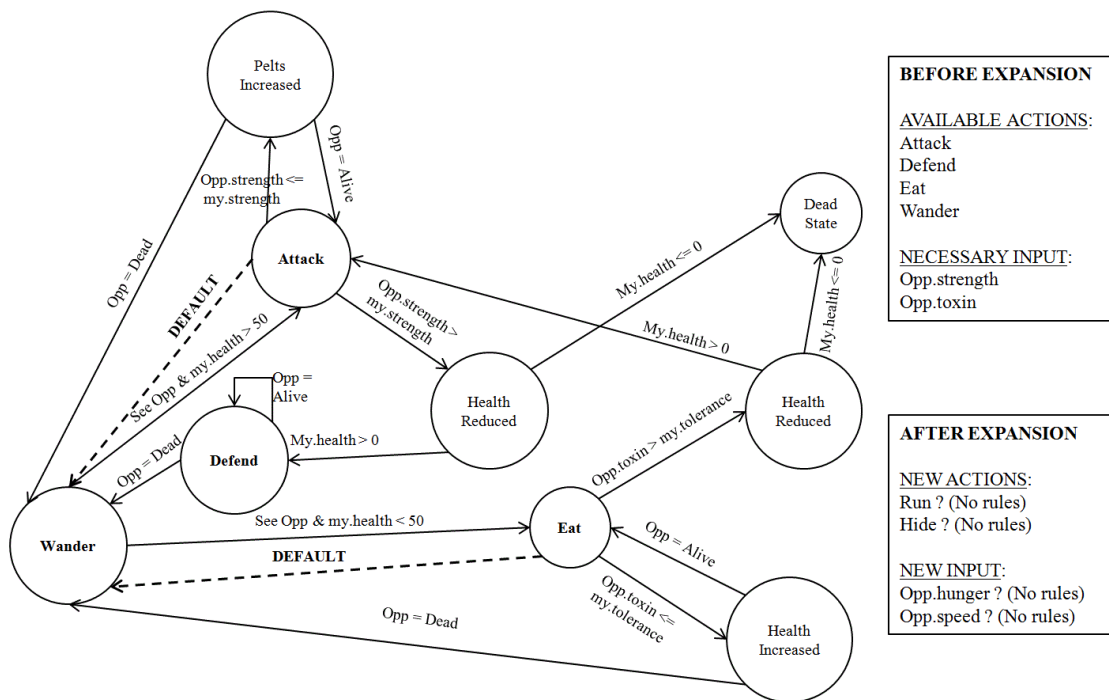 Pelts
Increased
Opp = Alive
Opp.strength <=
my.strength
Opp = Dead
Attack
DEFAULT
See Opp & my.health > 50
Opp.strength >
my.strength
My.health <= 0
Dead
State
My.health <= 0
My.health > 0
Health
Reduced
Health
Reduced
Opp =
Alive
Defend
My.health > 0
Opp = Dead
Opp.toxin > my.tolerance
Wander
See Opp & my.health < 50
Eat
DEFAULT
Opp = Alive
Opp.toxin <=
my.tolerance
Opp = Dead
Health
Increased
BEFORE EXPANSION
AVAILABLE ACTIONS:
Attack
Defend
Eat
Wander
NECESSARY INPUT:
Opp.strength
Opp.toxin
AFTER EXPANSION
NEW ACTIONS:
Run ? (No rules)
Hide ? (No rules)
NEW INPUT:
Opp.hunger ? (No rules)
Opp.speed ? (No rules)